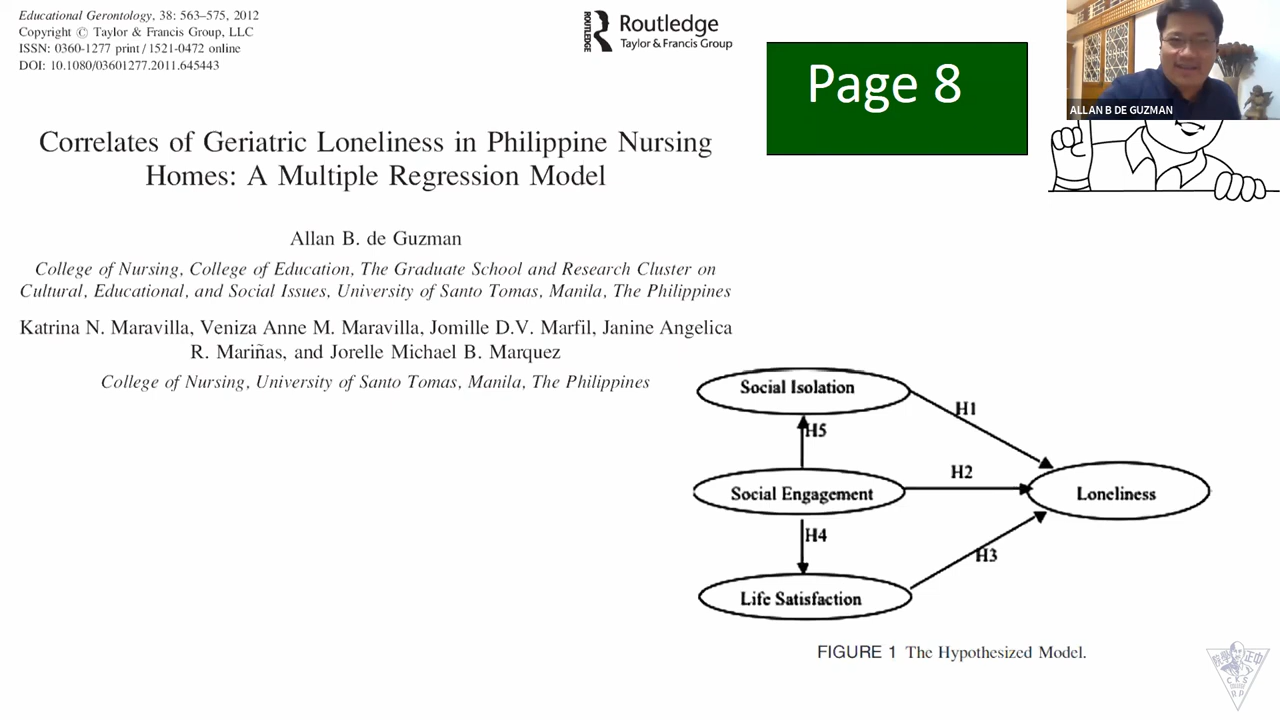 Educational Gerontology, 38: 563–575, 2012
Copyright © Taylor & Francis Group, LLC
ISSN: 0360-1277 print / 1521-0472 online
DOI: 10.1080/03601277.2011.645443
ROUTLEDGE
Routledge
Taylor & Francis Group
Page 8
ALLAN B DE GUZMAN
Correlates of Geriatric Loneliness in Philippine Nursing
Homes: A Multiple Regression Model
Allan B. de Guzman
College of Nursing, College of Education, The Graduate School and Research Cluster on
Cultural, Educational, and Social Issues, University of Santo Tomas, Manila, The Philippines
Katrina N. Maravilla, Veniza Anne M. Maravilla, Jomille D.V. Marfil, Janine Angelica
R. Mariñas, and Jorelle Michael B. Marquez
College of Nursing, University of Santo Tomas, Manila, The Philippines
Social Isolation
H1
H5
H2
Social Engagement
Loneliness
H4
H3
Life Satisfaction
FIGURE 1 The Hypothesized Model.